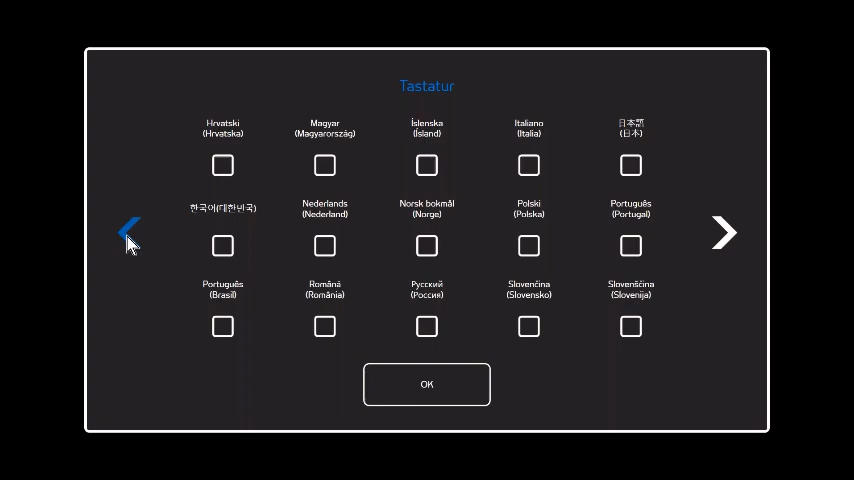 Tastatur
Hrvatski
(Hrvatska)
Magyar
(Magyarország)
Íslenska
(Ísland)
Italiano
(Italia)
日本語
(日本)
한국어(대한민국)
Nederlands
(Nederland)
Norsk bokmål
(Norge)
Polski
(Polska)
Português
(Portugal)
Português
(Brasil)
Română
(România)
Русский
(Россия)
Slovenčina
(Slovensko)
Slovenščina
(Slovenija)
OK